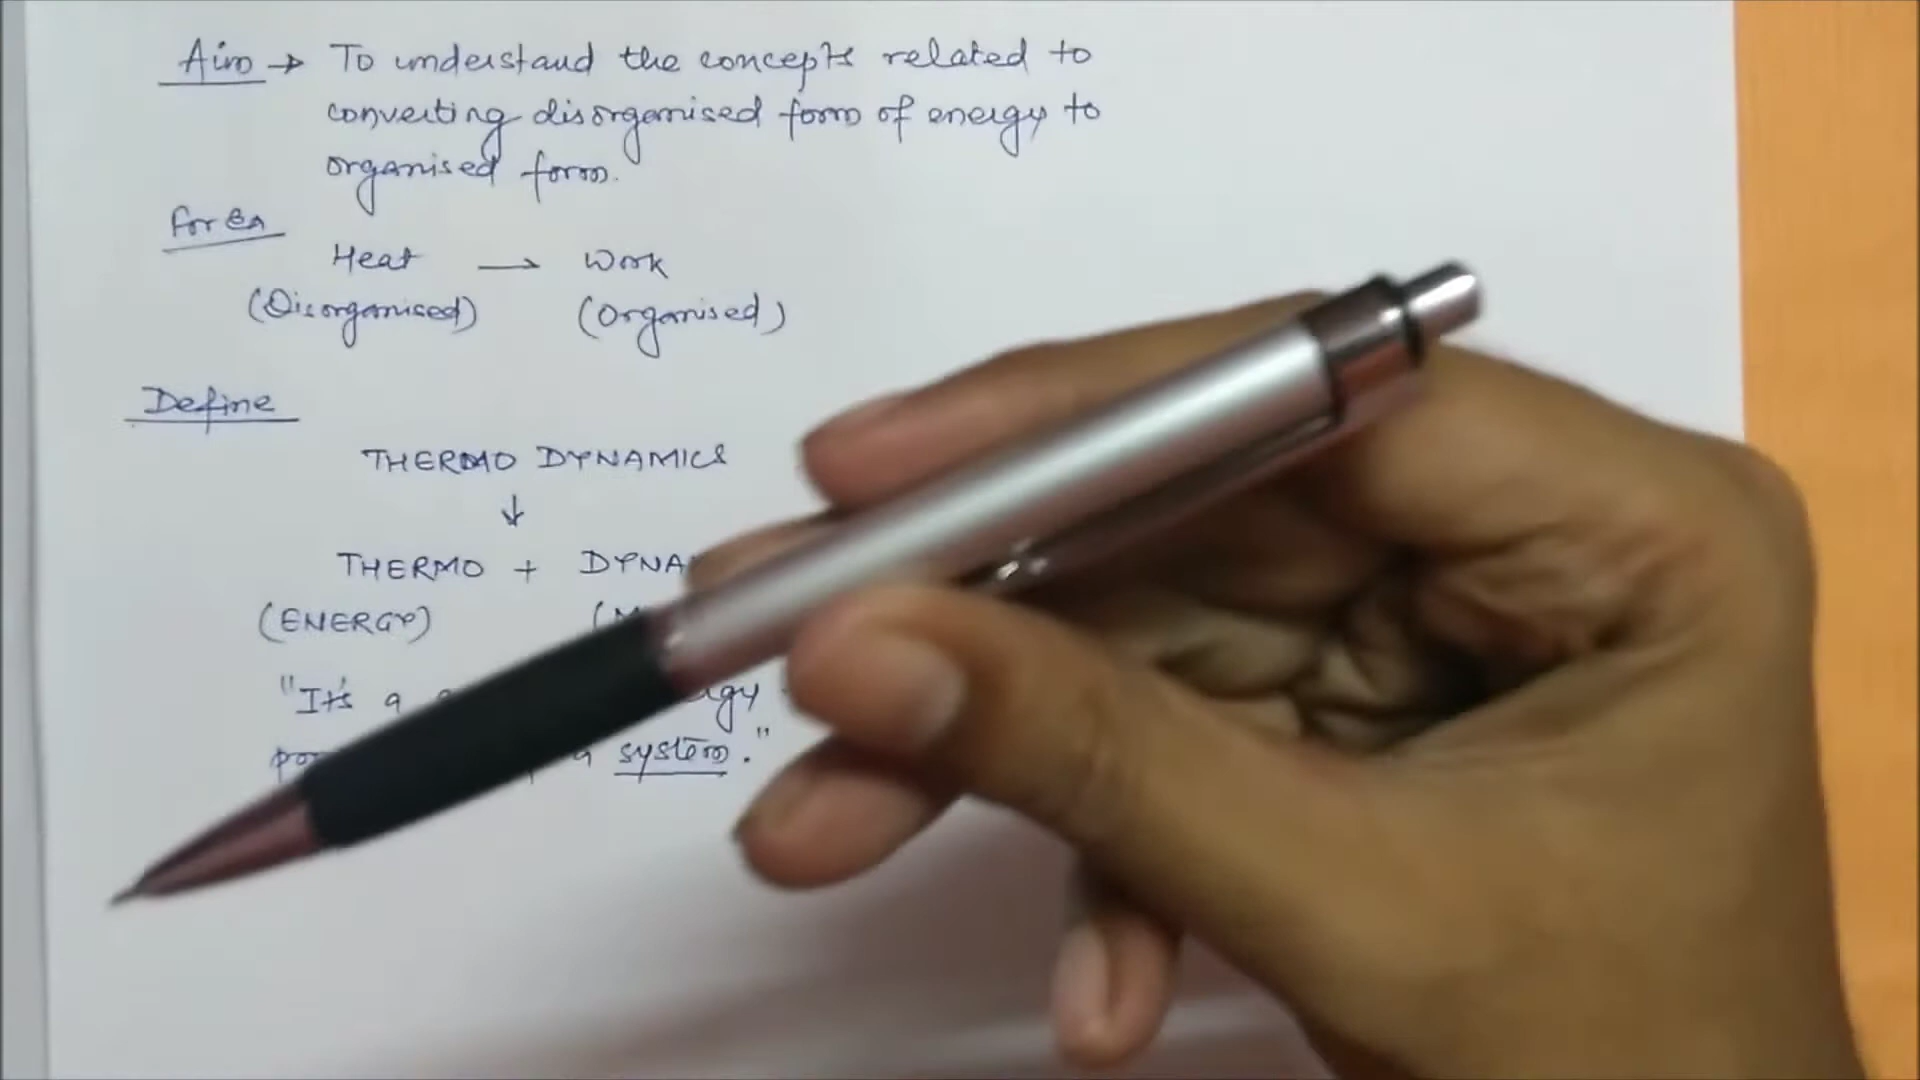 Aim → To understand the concepts related to
converting disorganised form of energy to
organised form.
For Ex
Heat → Work
(Disorganised) (Organised)
Define
THERMO DYNAMICS
↓
THERMO +
(ENERGY)
"It's a
system."